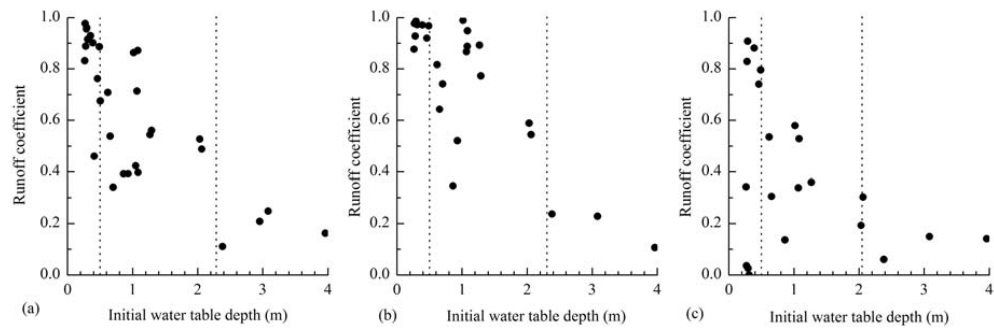 Runoff coefficient
1.0
0.8
0.6
0.4
0.2
0.0
0 1 2 3 4
(a) Initial water table depth (m)
Runoff coefficient
1.0
0.8
0.6
0.4
0.2
0.0
0 1 2 3 4
(b) Initial water table depth (m)
Runoff coefficient
1.0
0.8
0.6
0.4
0.2
0.0
0 1 2 3 4
(c) Initial water table depth (m)